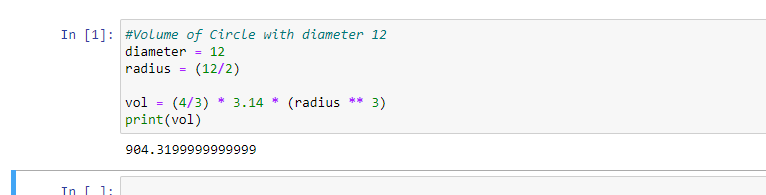 In [1]: #Volume of Circle with diameter 12
diameter = 12
radius = (12/2)
vol = (4/3) * 3.14 * (radius ** 3)
print(vol)
904.3199999999999
In [ ]: